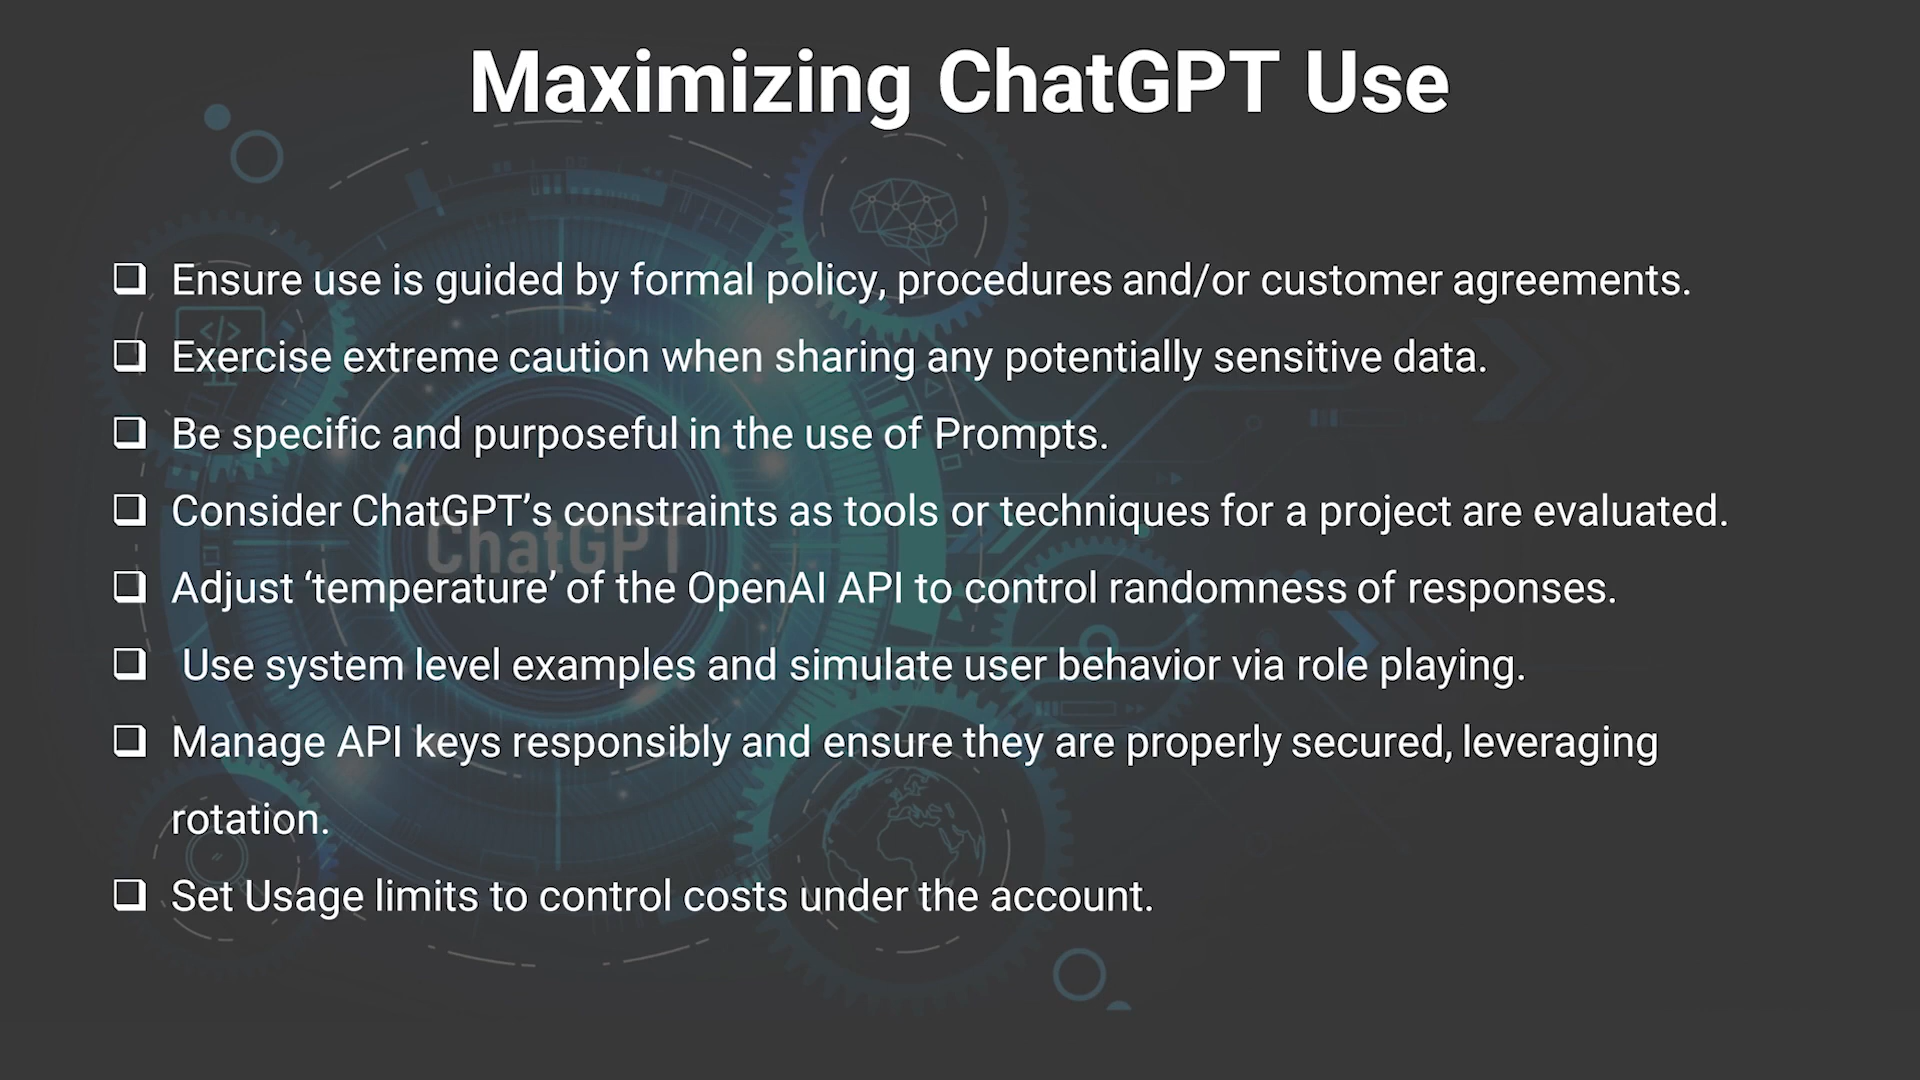 Maximizing ChatGPT Use
Ensure use is guided by formal policy, procedures and/or customer agreements.
Exercise extreme caution when sharing any potentially sensitive data.
Be specific and purposeful in the use of Prompts.
Consider ChatGPT’s constraints as tools or techniques for a project are evaluated.
ChatGPT
Adjust ‘temperature’ of the OpenAI API to control randomness of responses.
Use system level examples and simulate user behavior via role playing.
Manage API keys responsibly and ensure they are properly secured, leveraging
rotation.
Set Usage limits to control costs under the account.